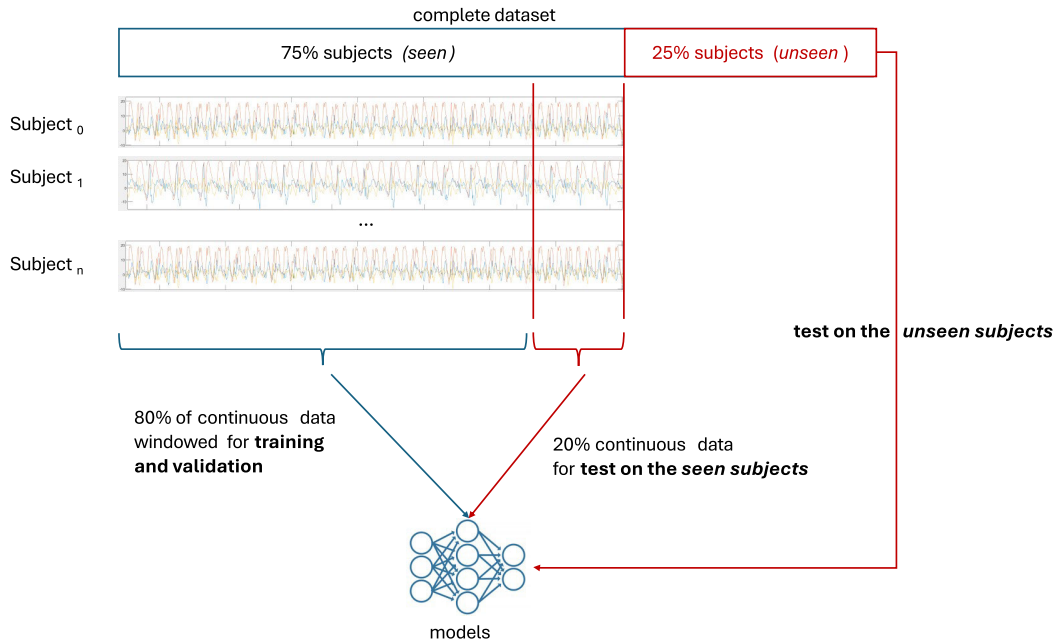 complete dataset
75% subjects (seen)
25% subjects (unseen)
Subject 0
Subject 1
...
Subject n
test on the unseen subjects
80% of continuous data
windowed for training
and validation
20% continuous data
for test on the seen subjects
models